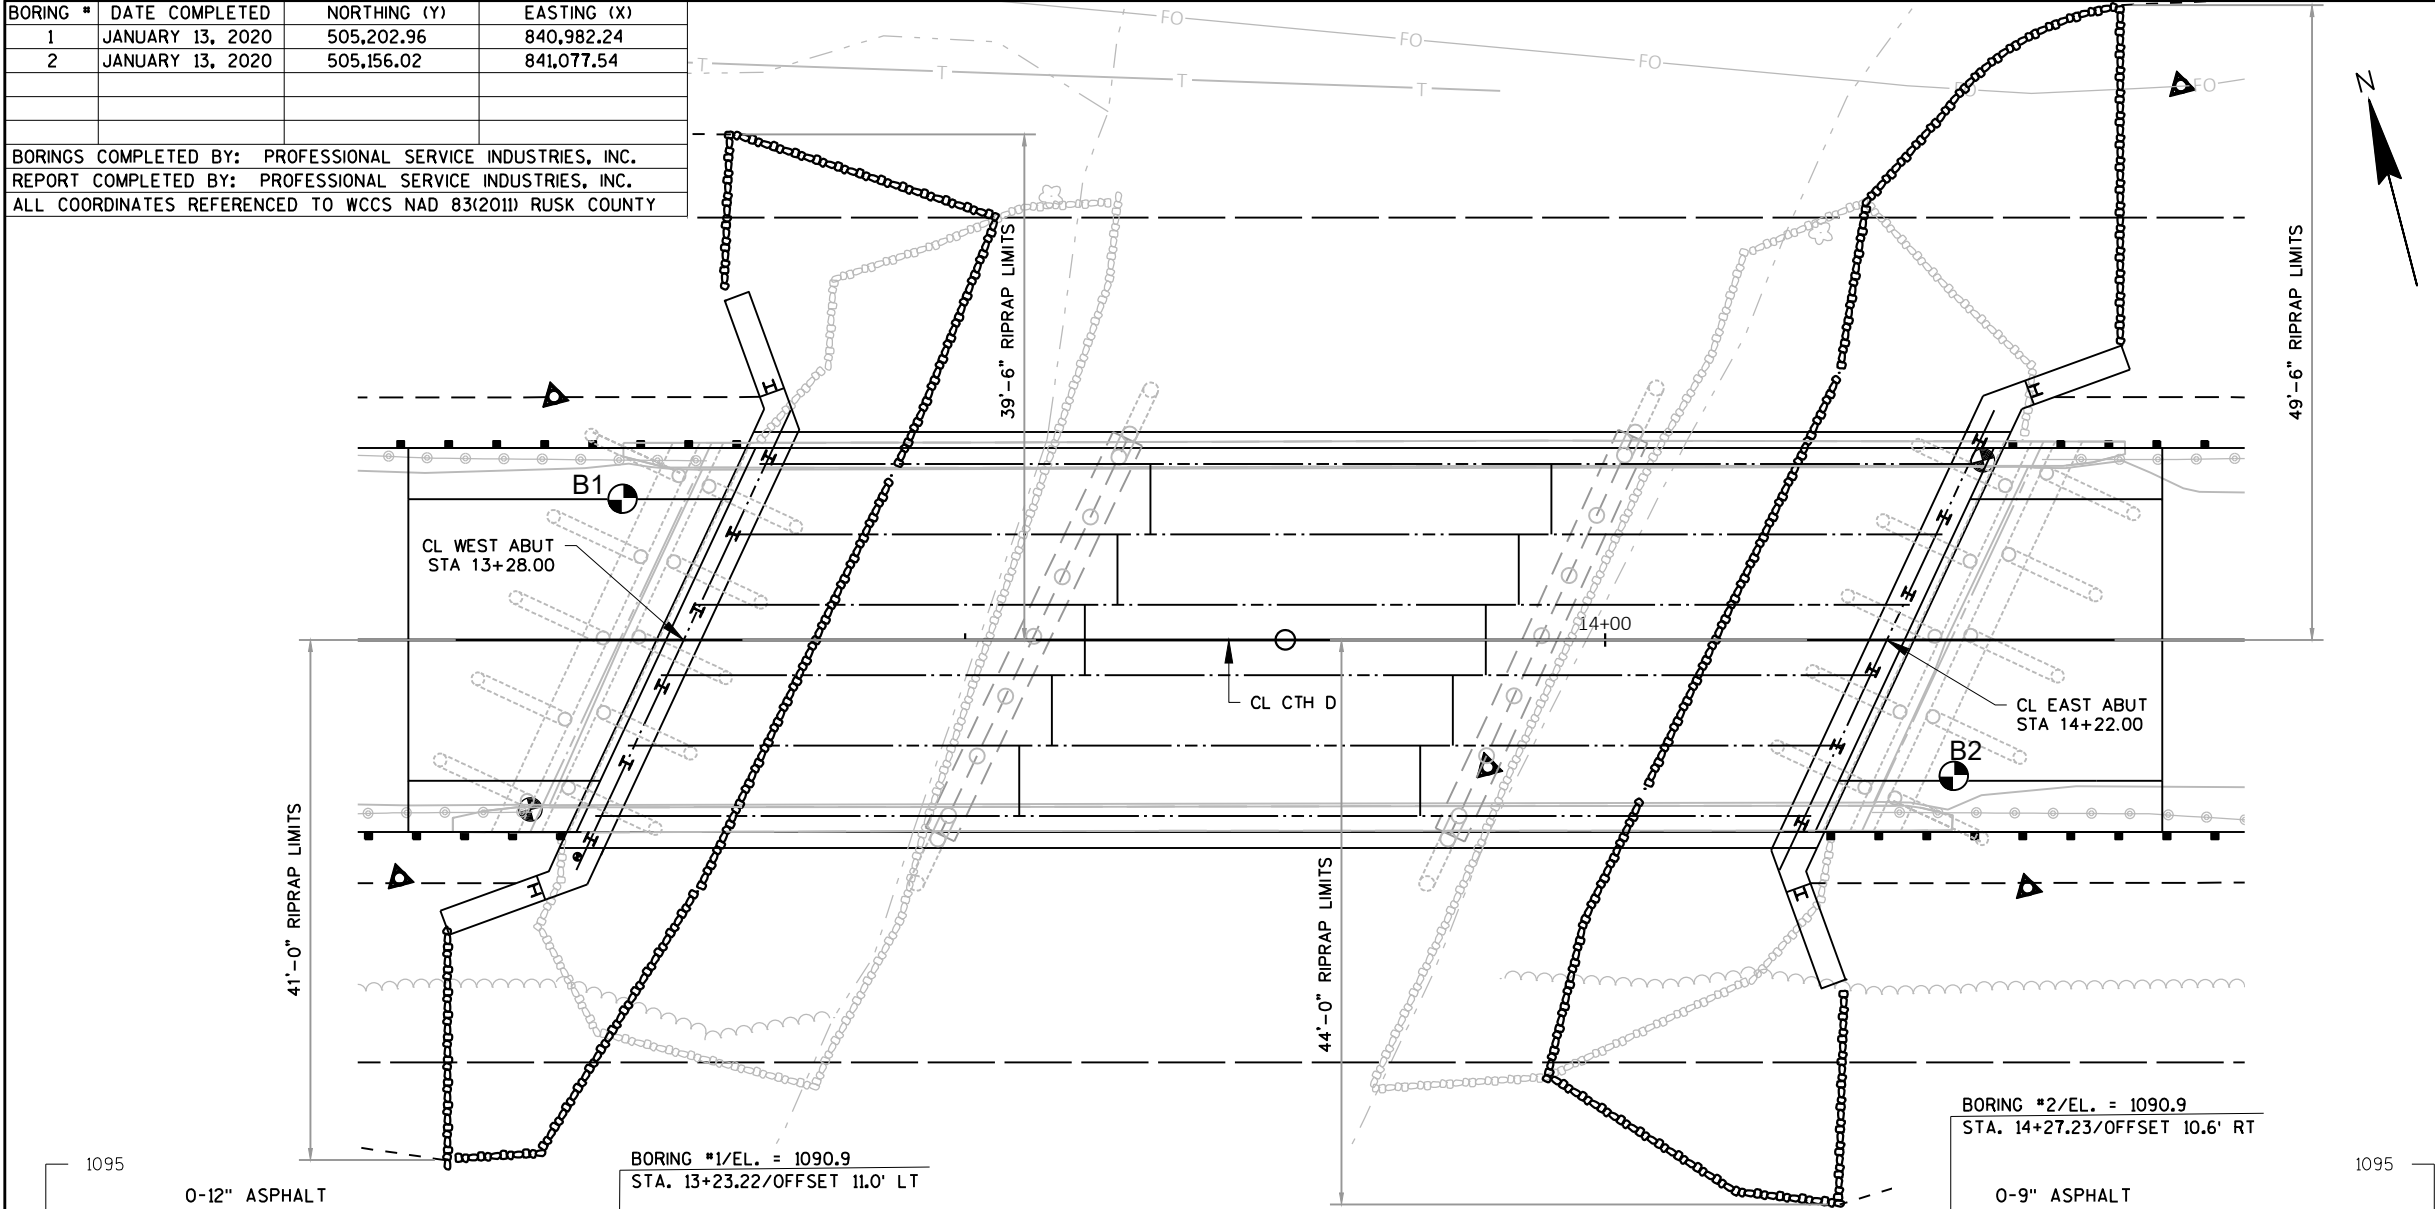 BORING # DATE COMPLETED NORTHING (Y) EASTING (X)
1 JANUARY 13, 2020 505,202.96 840,982.24
2 JANUARY 13, 2020 505,156.02 841,077.54
BORINGS COMPLETED BY: PROFESSIONAL SERVICE INDUSTRIES, INC.
REPORT COMPLETED BY: PROFESSIONAL SERVICE INDUSTRIES, INC.
ALL COORDINATES REFERENCED TO WCCS NAD 83(2011) RUSK COUNTY
FO
FO
FO
FO
FO
T
T
T
T
N
39'-6" RIPRAP LIMITS
49'-6" RIPRAP LIMITS
B1
CL WEST ABUT
STA 13+28.00
14+00
CL CTH D
CL EAST ABUT
STA 14+22.00
B2
41'-0" RIPRAP LIMITS
44'-0" RIPRAP LIMITS
BORING #2/EL. = 1090.9
STA. 14+27.23/OFFSET 10.6' RT
BORING #1/EL. = 1090.9
STA. 13+23.22/OFFSET 11.0' LT
1095
1095
0-12" ASPHALT
0-9" ASPHALT